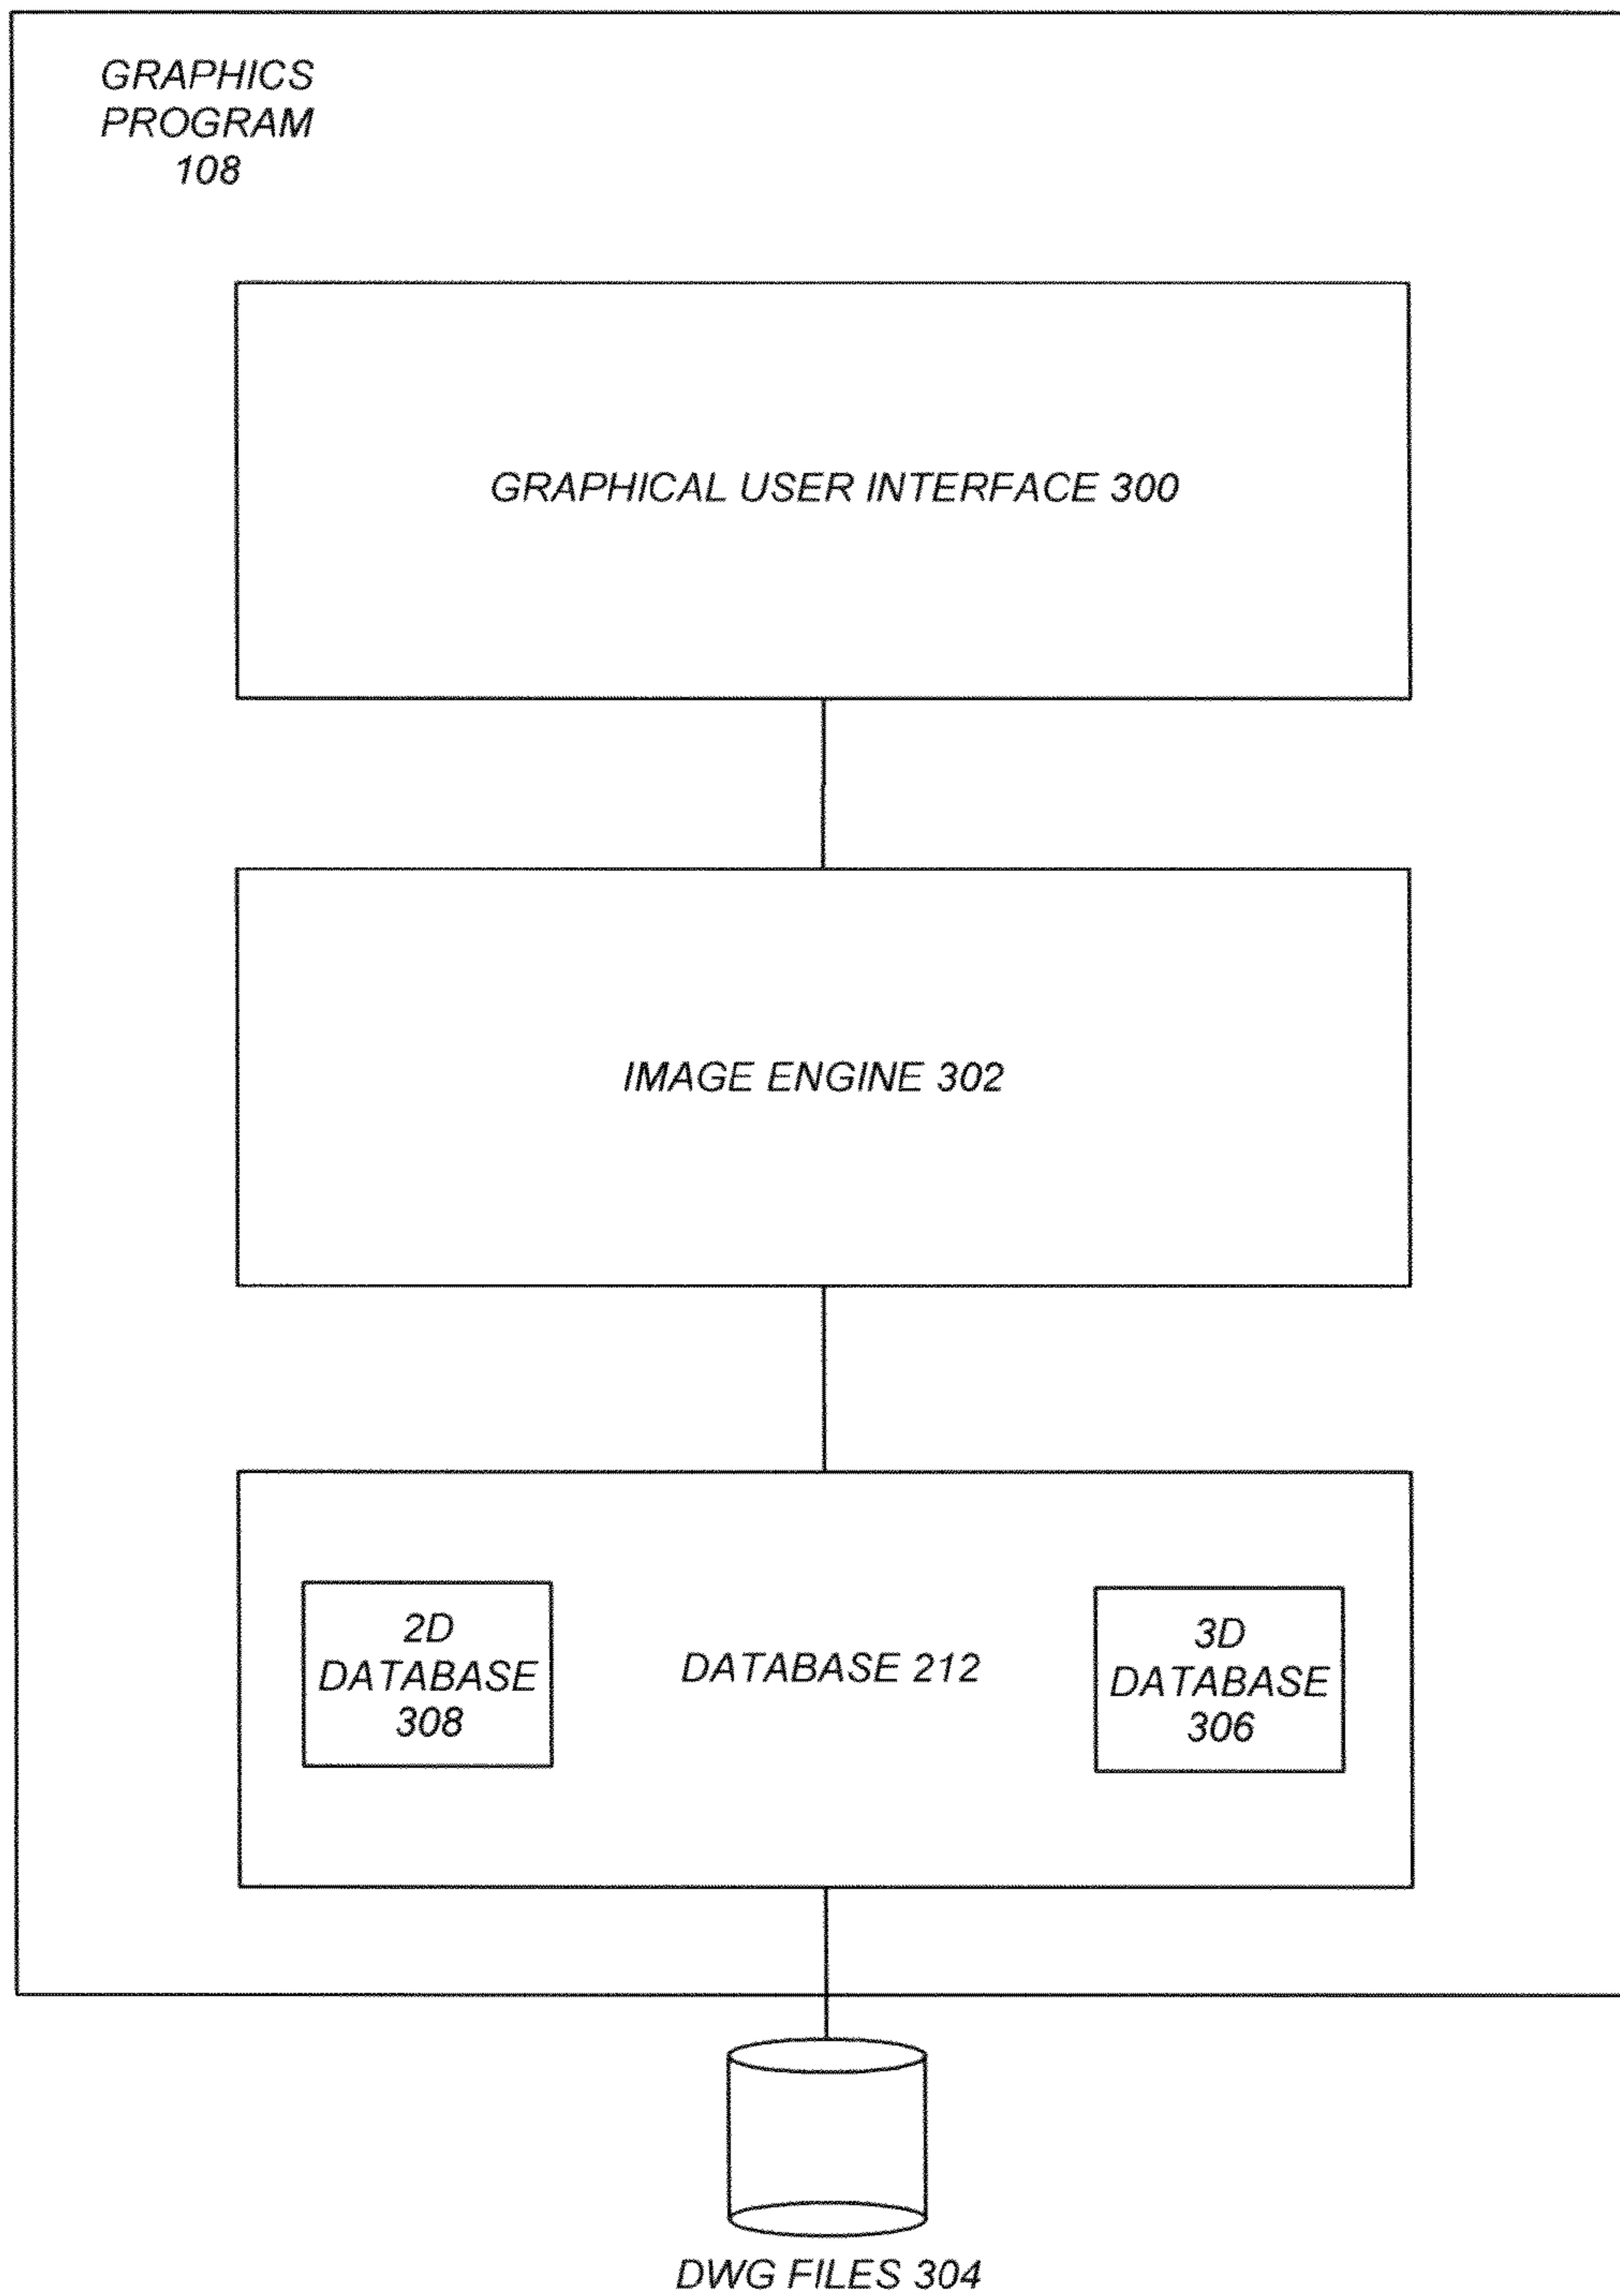 GRAPHICS
PROGRAM
108
GRAPHICAL USER INTERFACE 300
IMAGE ENGINE 302
2D
DATABASE
308
DATABASE 212
3D
DATABASE
306
DWG FILES 304